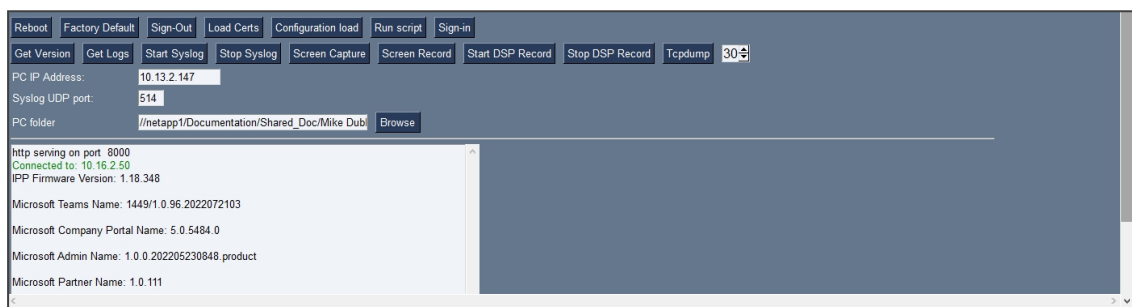 Reboot Factory Default Sign-Out Load Certs Configuration load Run script Sign-in
Get Version Get Logs Start Syslog Stop Syslog Screen Capture Screen Record Start DSP Record Stop DSP Record Tcpdump 30
PC IP Address: 10.13.2.147
Syslog UDP port: 514
PC folder //netapp1/Documentation/Shared_Doc/Mike Dubl Browse
http serving on port 8000
Connected to: 10.16.2.50
IPP Firmware Version: 1.18.348
Microsoft Teams Name: 1449/1.0.96.2022072103
Microsoft Company Portal Name: 5.0.5484.0
Microsoft Admin Name: 1.0.0.202205230848.product
Microsoft Partner Name: 1.0.111